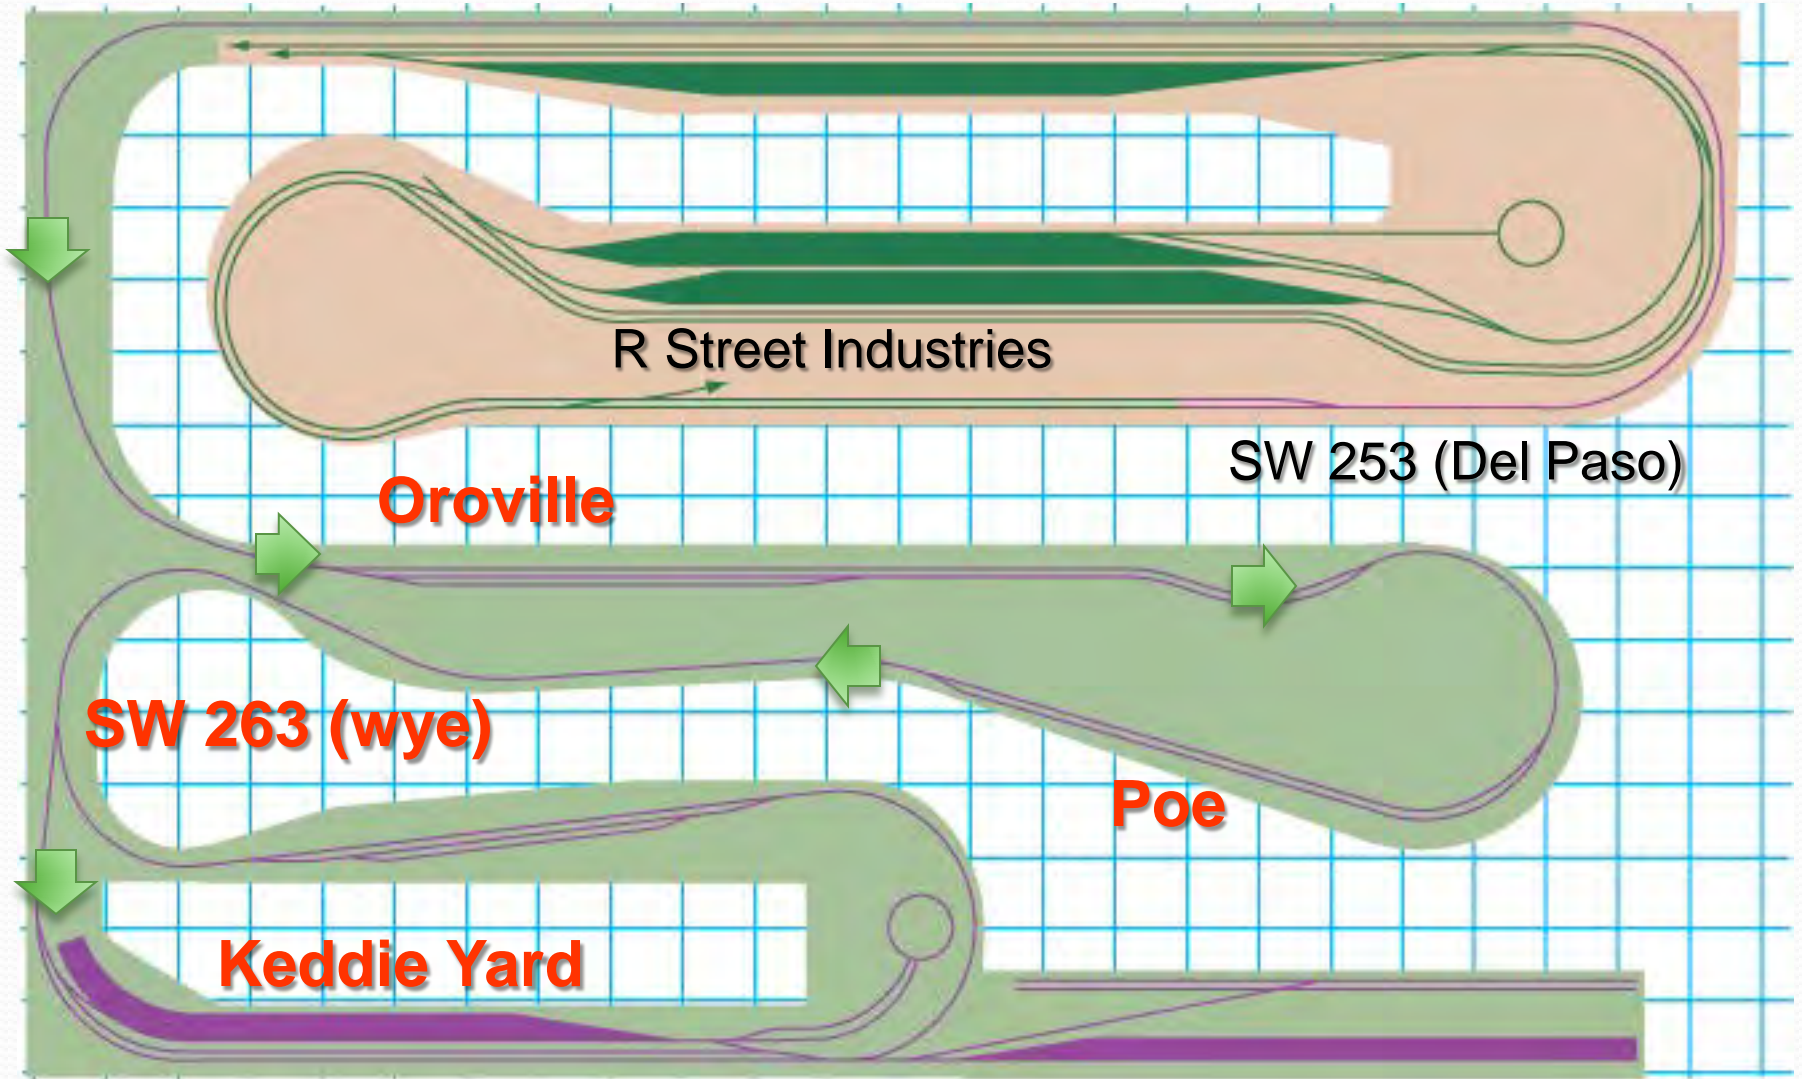 R Street Industries
SW 253 (Del Paso)
Oroville
SW 263 (wye)
Poe
Keddie Yard